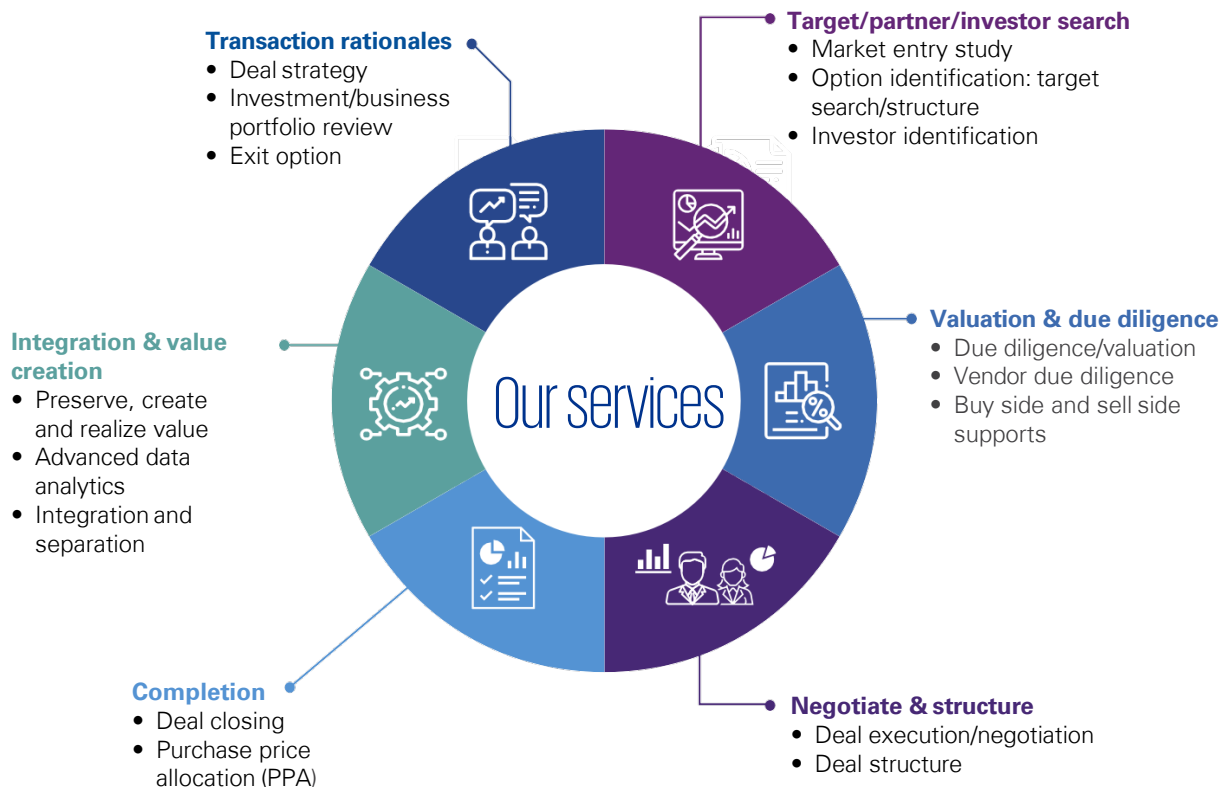 Transaction rationales
• Deal strategy
• Investment/business
portfolio review
• Exit option
Target/partner/investor search
• Market entry study
• Option identification: target
search/structure
• Investor identification
Integration & value
creation
• Preserve, create
and realize value
• Advanced data
analytics
• Integration and
separation
Our services
Valuation & due diligence
• Due diligence/valuation
• Vendor due diligence
• Buy side and sell side
supports
Completion
• Deal closing
• Purchase price
allocation (PPA)
Negotiate & structure
• Deal execution/negotiation
• Deal structure